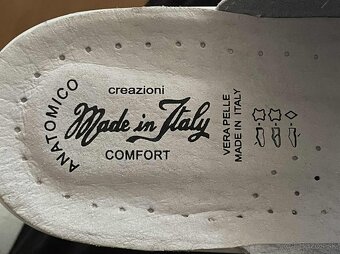 ANATOMICO
creazioni
Made in Italy
COMFORT
VERA PELLE
MADE IN ITALY